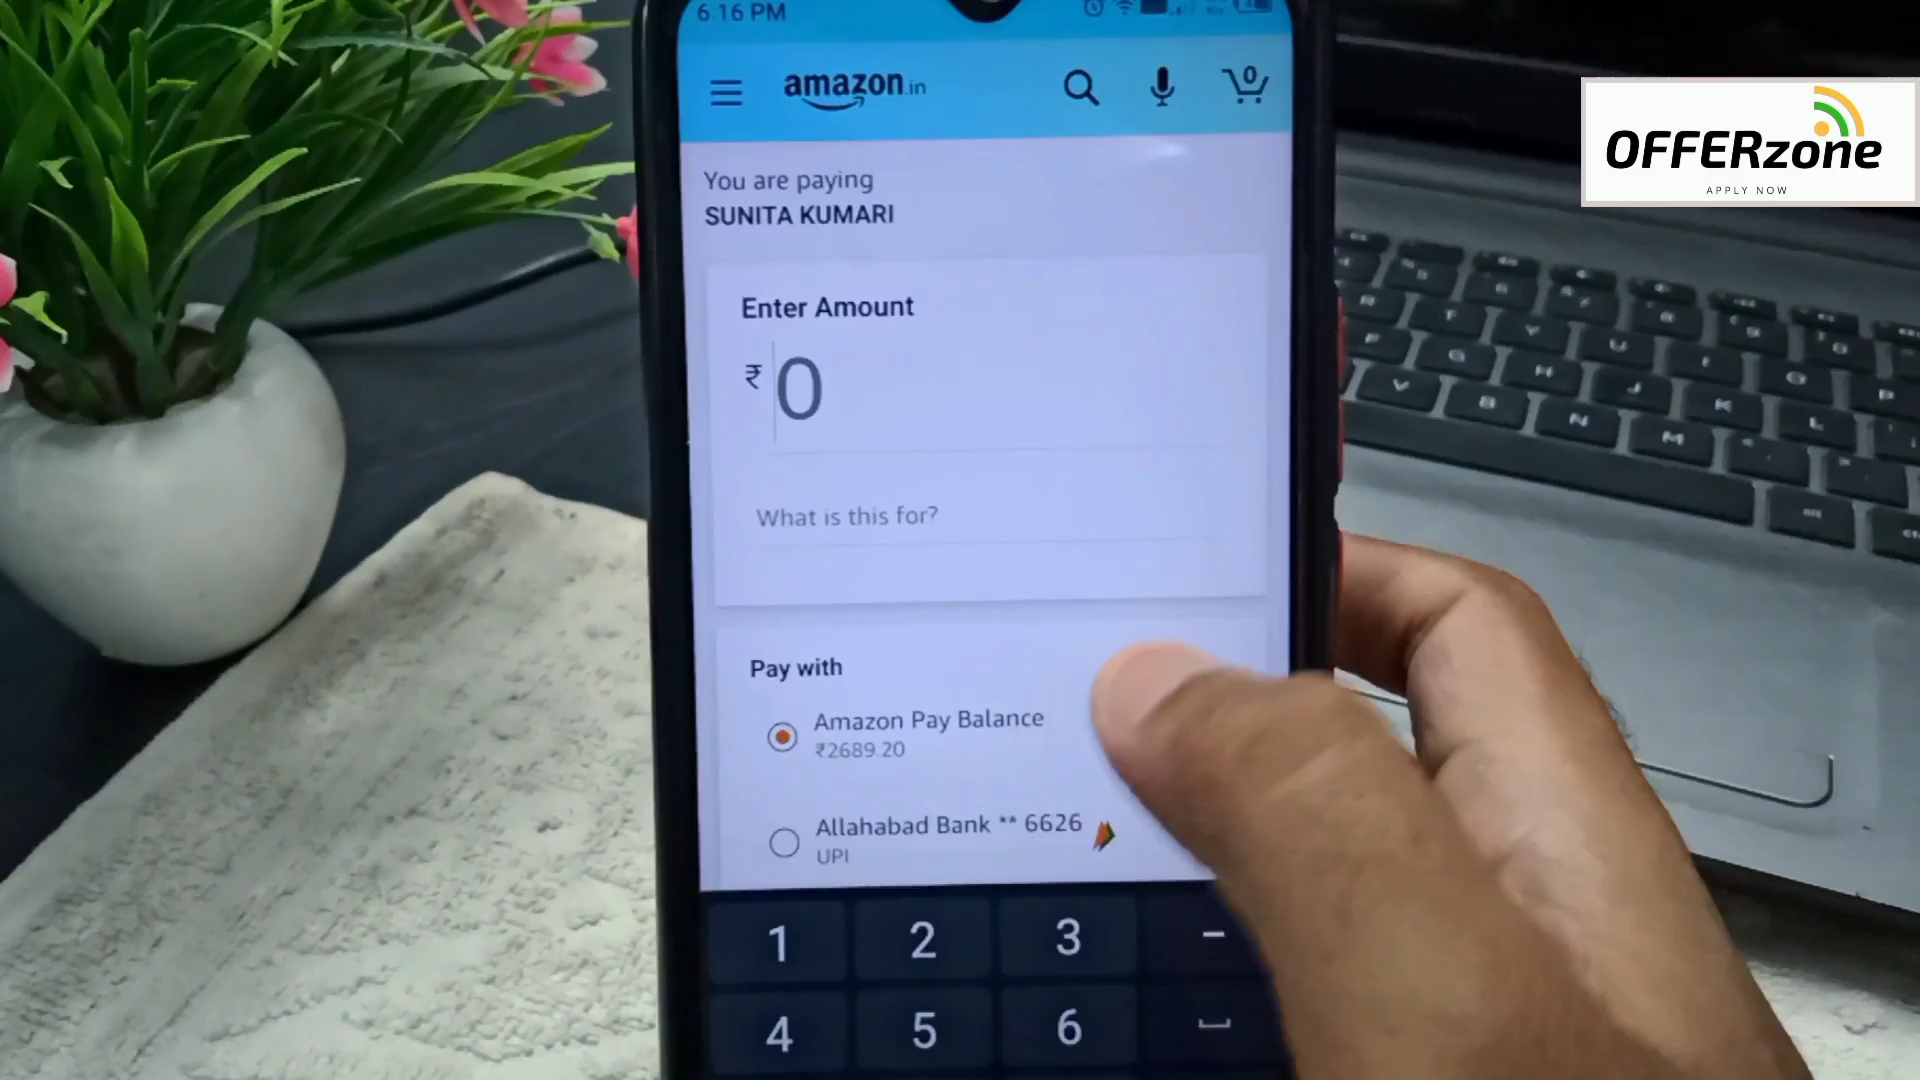 6:16 PM
amazon.in
0
OFFERzone
APPLY NOW
You are paying
SUNITA KUMARI
Enter Amount
₹ 0
What is this for?
Pay with
Amazon Pay Balance
₹2689.20
Allahabad Bank ** 6626
UPI
1 2 3 -
4 5 6
R T Y U I O P
F G H J K L
V B N M